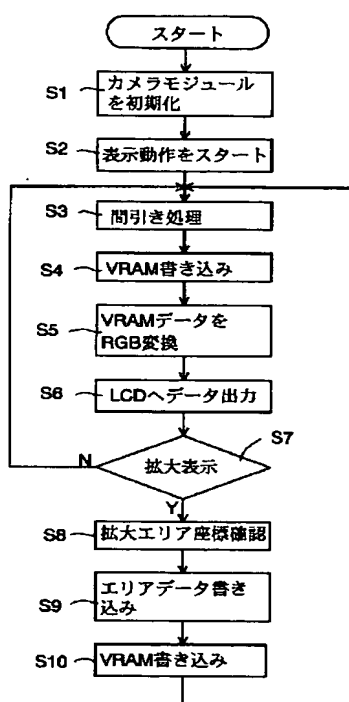 スタート
S1
カメラモジュール
を初期化
S2
表示動作をスタート
S3
間引き処理
S4
VRAM書き込み
S5
VRAMデータを
RGB変換
S6
LCDへデータ出力
S7
拡大表示
N
Y
S8
拡大エリア座標確認
S9
エリアデータ書き
込み
S10
VRAM書き込み